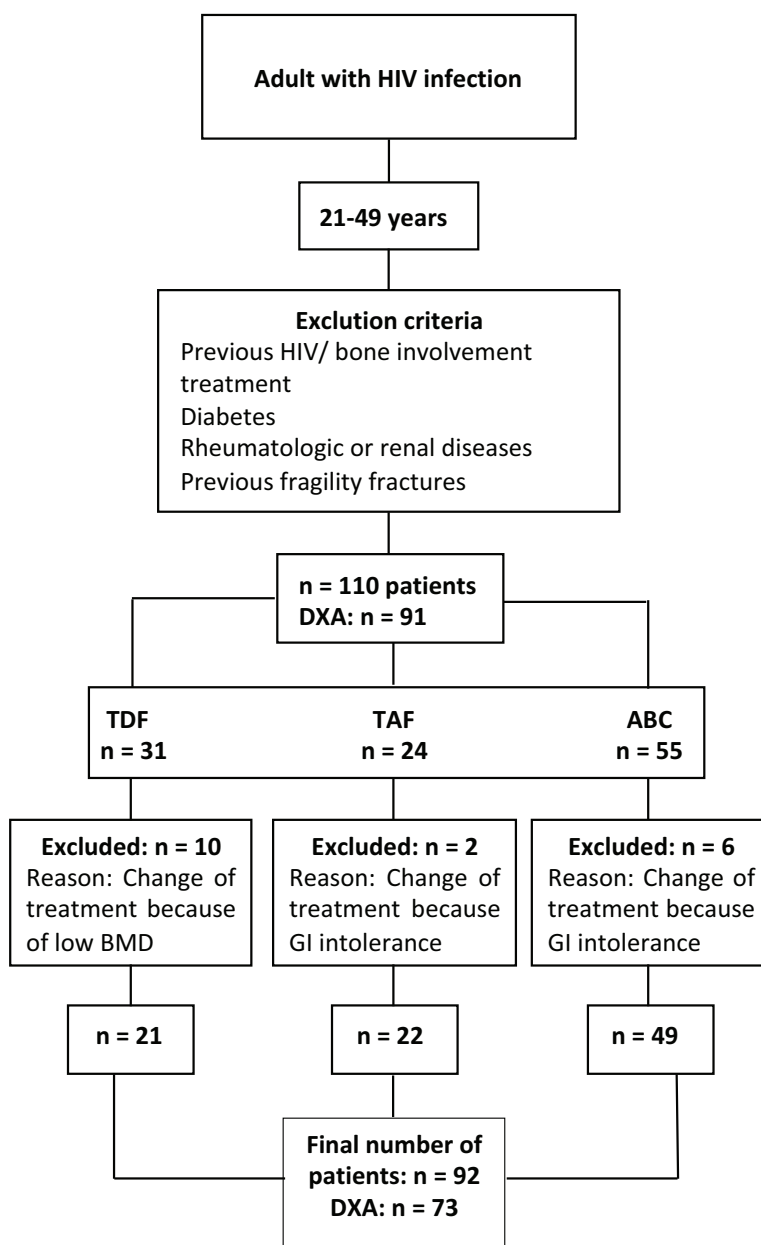 Adult with HIV infection
21-49 years
Exclution criteria
Previous HIV/ bone involvement
treatment
Diabetes
Rheumatologic or renal diseases
Previous fragility fractures
n = 110 patients
DXA: n = 91
TDF
n = 31
TAF
n = 24
ABC
n = 55
Excluded: n = 10
Reason: Change of
treatment because
of low BMD
Excluded: n = 2
Reason: Change of
treatment because
GI intolerance
Excluded: n = 6
Reason: Change of
treatment because
GI intolerance
n = 21
n = 22
n = 49
Final number of
patients: n = 92
DXA: n = 73